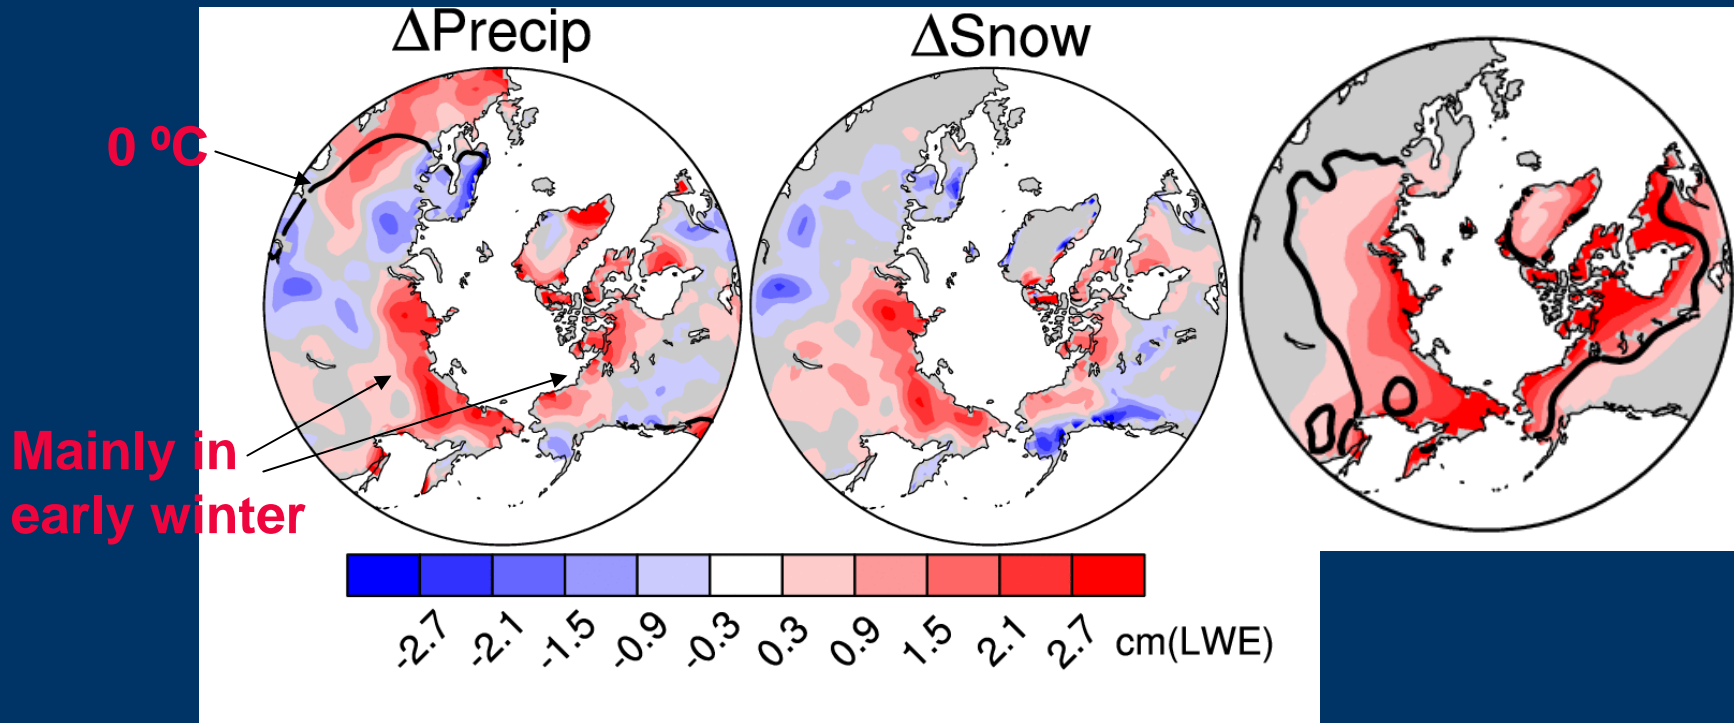 ΔPrecip
ΔSnow
0 ºC
Mainly in
early winter
-2.7 -2.1 -1.5 -0.9 -0.3 0.3 0.9 1.5 2.1 2.7 cm(LWE)